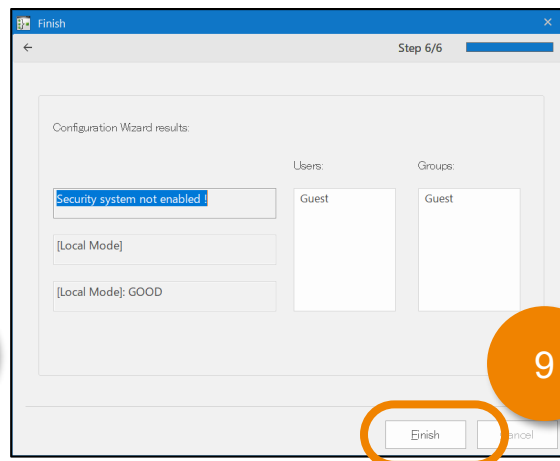 Finish
Step 6/6
Configuration Wizard results:
Users:
Groups:
Security system not enabled !
Guest
Guest
[Local Mode]
[Local Mode]: GOOD
9
Finish
Cancel